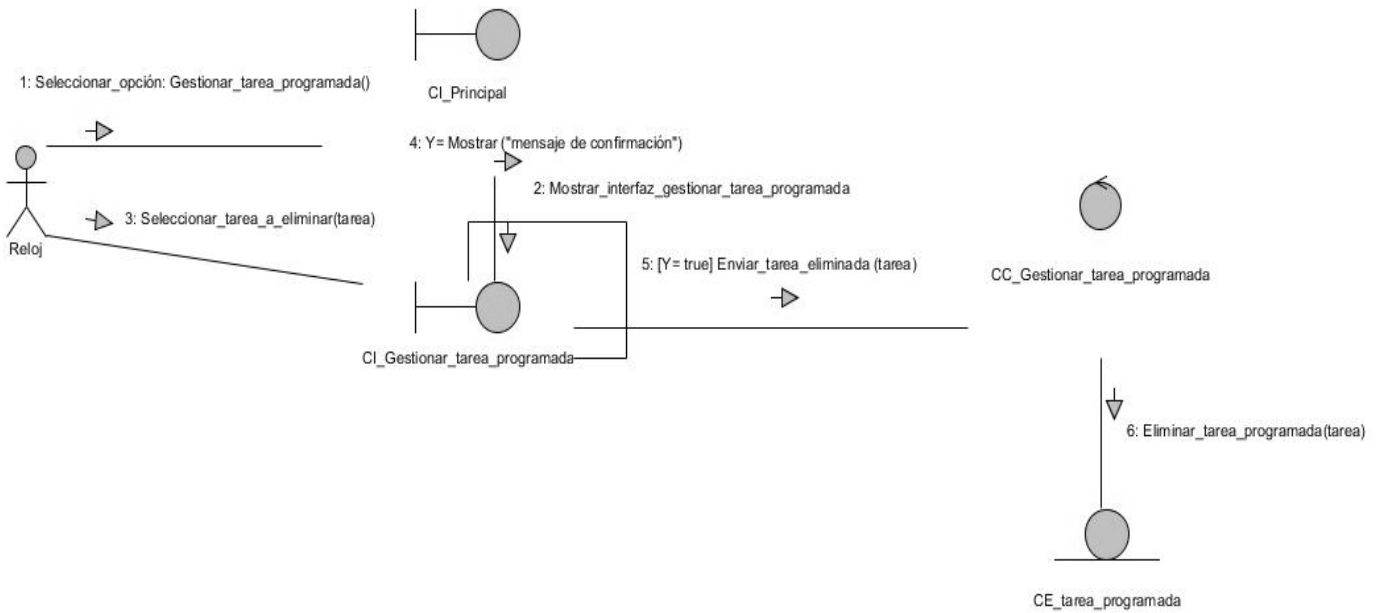 1: Seleccionar_opción: Gestionar_tarea_programada()
CI_Principal
4: Y= Mostrar ("mensaje de confirmación")
2: Mostrar_interfaz_gestionar_tarea_programada
3: Seleccionar_tarea_a_eliminar(tarea)
Reloj
5: [Y= true] Enviar_tarea_eliminada (tarea)
CC_Gestionar_tarea_programada
CI_Gestionar_tarea_programada
6: Eliminar_tarea_programada(tarea)
CE_tarea_programada